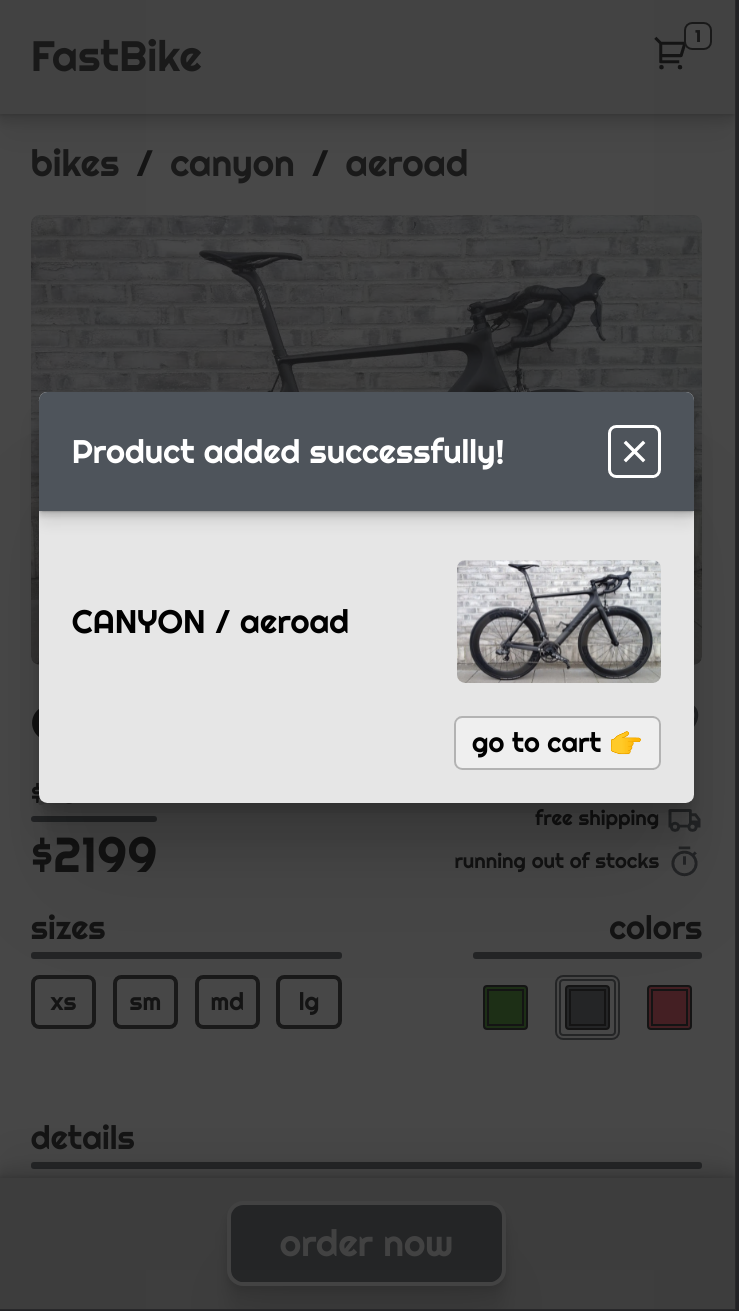 FastBike
1
bikes / canyon / aeroad
Product added successfully!
CANYON / aeroad
go to cart 👉
free shipping
$2199
running out of stocks
sizes
colors
xs sm md lg
details
order now